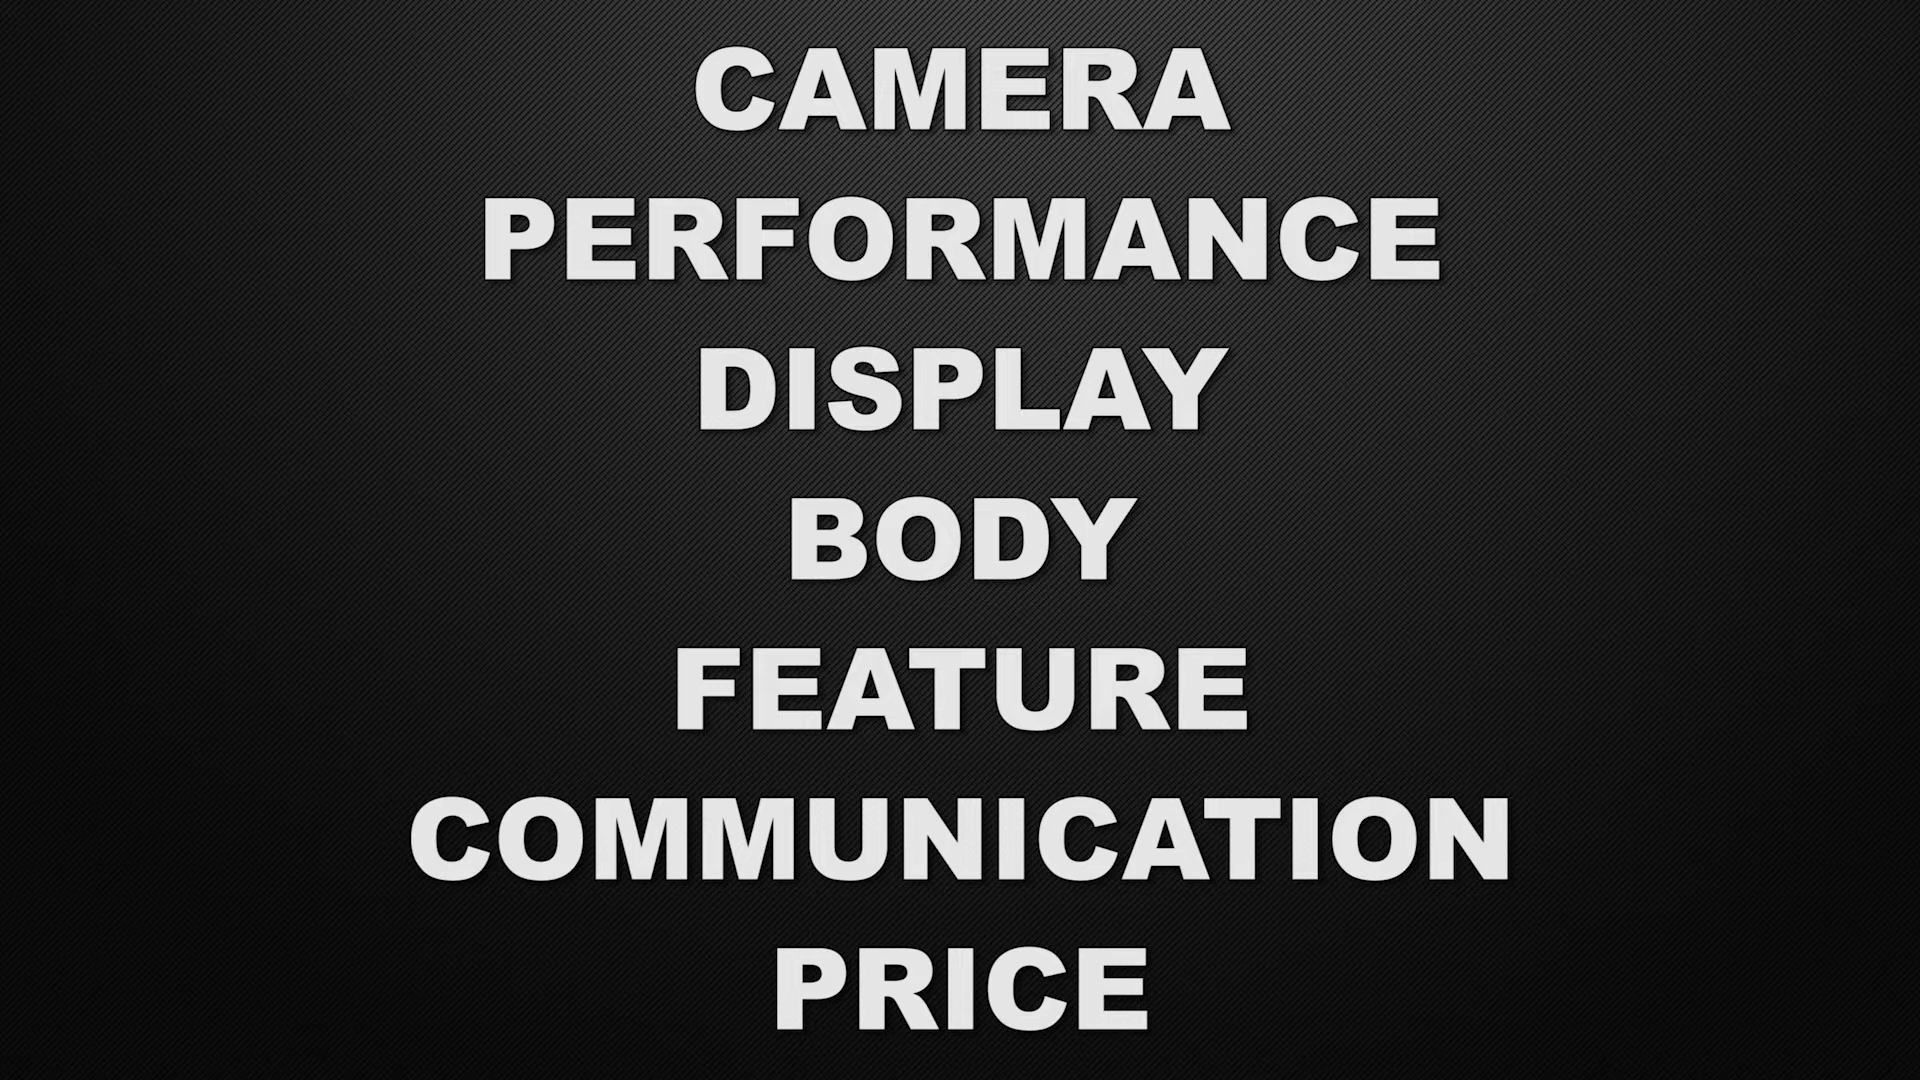 CAMERA
PERFORMANCE
DISPLAY
BODY
FEATURE
COMMUNICATION
PRICE